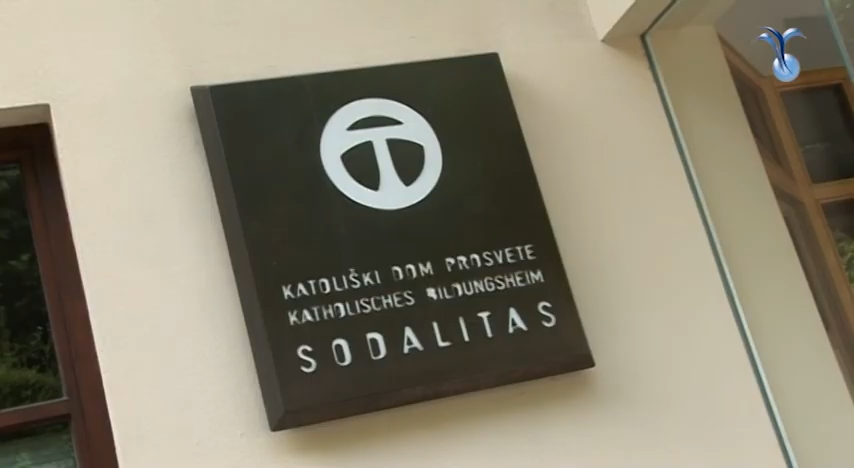 KATOLIŠKI DOM PROSVETE
KATHOLISCHES BILDUNGSHEIM
SODALITAS